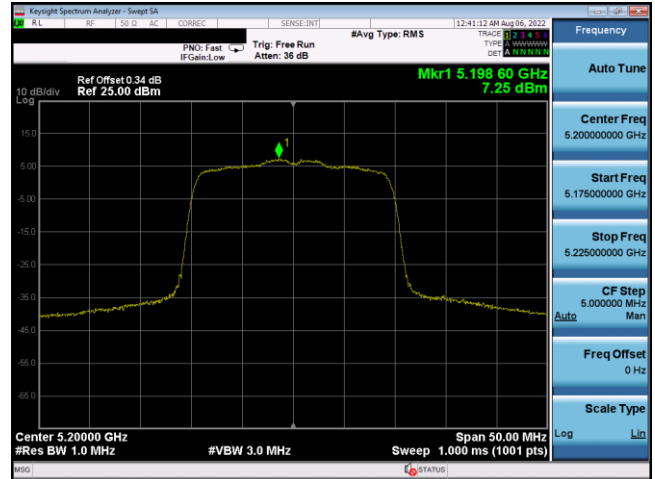 Keysight Spectrum Analyzer - Swept SA
RL RF 50 Ω AC CORREC SENSE:INT 12:41:12 AM Aug 06, 2022
#Avg Type: RMS TRACE 1 2 3 4 5 6
PNO: Fast Trig: Free Run TYPE A WWWWW
IFGain:Low Atten: 36 dB DET A N N N N N
Mkr1 5.198 60 GHz
Ref Offset 0.34 dB
10 dB/div Ref 25.00 dBm 7.25 dBm
Log
15.0
1
5.00
-5.00
-15.0
-25.0
-35.0
-45.0
-55.0
-65.0
Center 5.20000 GHz Span 50.00 MHz
#Res BW 1.0 MHz #VBW 3.0 MHz Sweep 1.000 ms (1001 pts)
MSG STATUS
Frequency
Auto Tune
Center Freq
5.200000000 GHz
Start Freq
5.175000000 GHz
Stop Freq
5.225000000 GHz
CF Step
5.000000 MHz
Auto Man
Freq Offset
0 Hz
Scale Type
Log Lin